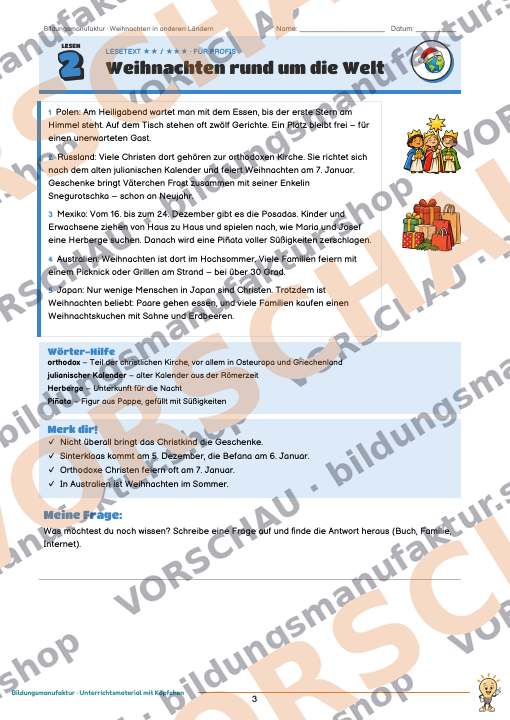 Bildungsmanufaktur · Weihnachten in anderen Ländern Name: Datum:
LESEN
2
LESETEXT ★★ / ★★★ · FÜR PROFIS
Weihnachten rund um die Welt
1 Polen: Am Heiligabend wartet man mit dem Essen, bis der erste Stern am
Himmel steht. Auf dem Tisch stehen oft zwölf Gerichte. Ein Platz bleibt frei – für
einen unerwarteten Gast.
2 Russland: Viele Christen dort gehören zur orthodoxen Kirche. Sie richtet sich
nach dem alten julianischen Kalender und feiert Weihnachten am 7. Januar.
Geschenke bringt Väterchen Frost zusammen mit seiner Enkelin
Snegurotschka – schon an Neujahr.
3 Mexiko: Vom 16. bis zum 24. Dezember gibt es die Posadas. Kinder und
Erwachsene ziehen von Haus zu Haus und spielen nach, wie Maria und Josef
eine Herberge suchen. Danach wird eine Piñata voller Süßigkeiten zerschlagen.
4 Australien: Weihnachten ist dort im Hochsommer. Viele Familien feiern mit
einem Picknick oder Grillen am Strand – bei über 30 Grad.
5 Japan: Nur wenige Menschen in Japan sind Christen. Trotzdem ist
Weihnachten beliebt: Paare gehen essen, und viele Familien kaufen einen
Weihnachtskuchen mit Sahne und Erdbeeren.
Wörter-Hilfe
orthodox – Teil der christlichen Kirche, vor allem in Osteuropa und Griechenland
julianischer Kalender – alter Kalender aus der Römerzeit
Herberge – Unterkunft für die Nacht
Piñata – Figur aus Pappe, gefüllt mit Süßigkeiten
Merk dir!
✓ Nicht überall bringt das Christkind die Geschenke.
✓ Sinterklaas kommt am 5. Dezember, die Befana am 6. Januar.
✓ Orthodoxe Christen feiern oft am 7. Januar.
✓ In Australien ist Weihnachten im Sommer.
Meine Frage:
Was möchtest du noch wissen? Schreibe eine Frage auf und finde die Antwort heraus (Buch, Familie,
Internet).
VORSCHAU · bildungsmanufaktur.shop
VORSCHAU
Bildungsmanufaktur · Unterrichtsmaterial mit Köpfchen
3